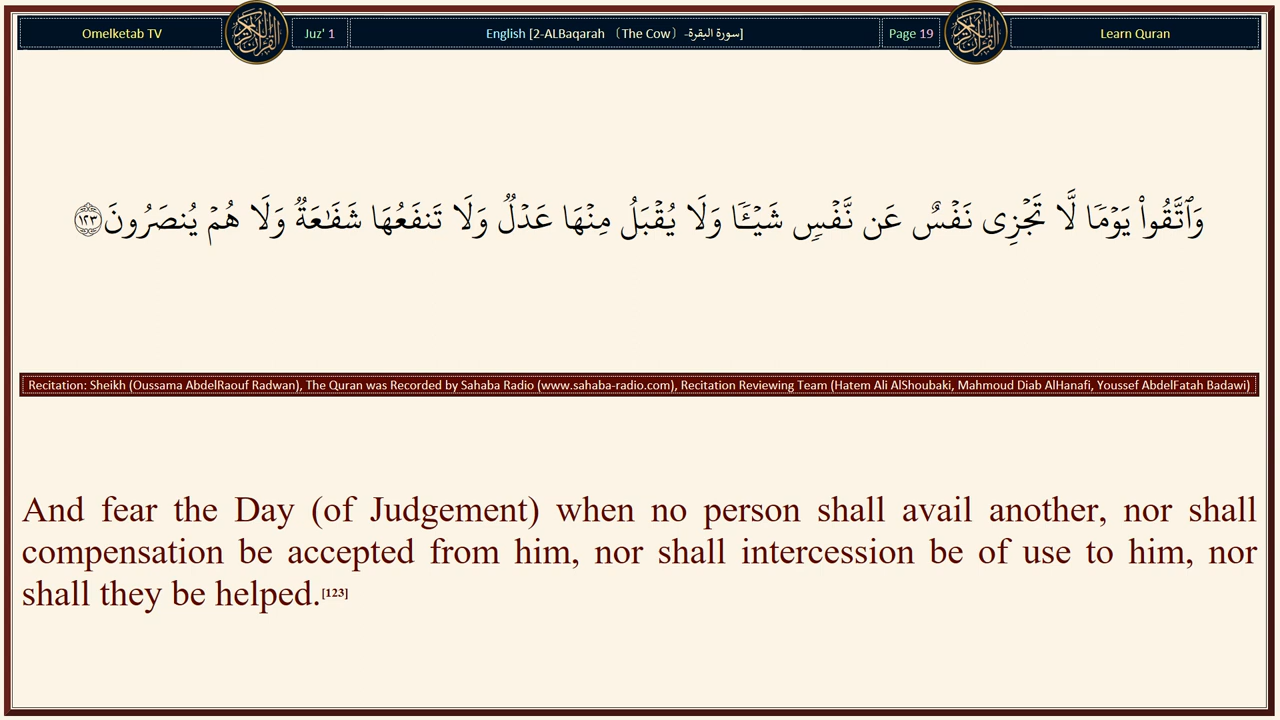 Omelketab TV
Juz' 1
English [2-ALBaqarah 〔The Cow〕 -سورة البقرة]
Page 19
Learn Quran
وَٱتَّقُوا۟ يَوْمًۭا لَّا تَجْزِى نَفْسٌ عَن نَّفْسٍۢ شَيْـًۭٔا وَلَا يُقْبَلُ مِنْهَا عَدْلٌۭ وَلَا تَنفَعُهَا شَفَـٰعَةٌۭ وَلَا هُمْ يُنصَرُونَ ١٢٣
Recitation: Sheikh (Oussama AbdelRaouf Radwan), The Quran was Recorded by Sahaba Radio (www.sahaba-radio.com), Recitation Reviewing Team (Hatem Ali AlShoubaki, Mahmoud Diab AlHanafi, Youssef AbdelFatah Badawi)
And fear the Day (of Judgement) when no person shall avail another, nor shall
compensation be accepted from him, nor shall intercession be of use to him, nor
shall they be helped.[123]